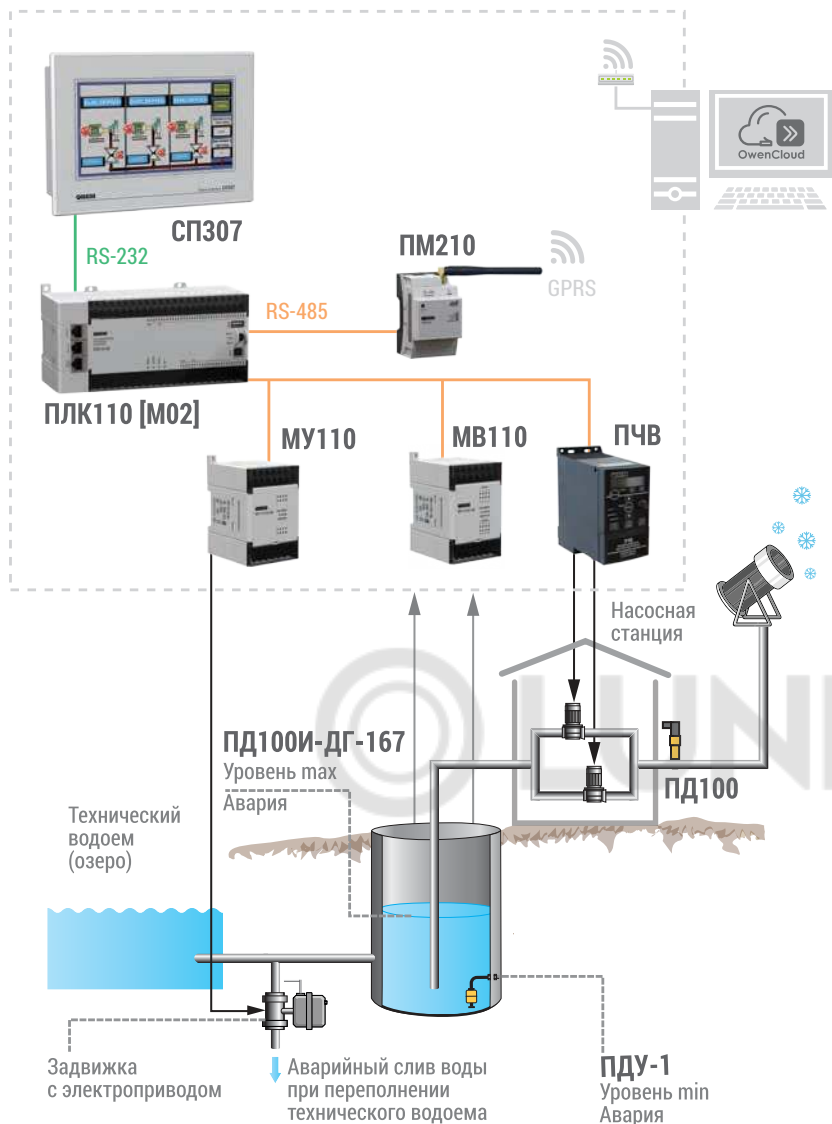 OwenCloud
СП307
RS-232
ПМ210
GPRS
RS-485
ПЛК110 [М02]
МУ110
МВ110
ПЧВ
Насосная
станция
LUNI
ПД100И-ДГ-167
Уровень max
Авария
ПД100
Технический
водоем
(озеро)
Задвижка
с электроприводом
Аварийный слив воды
при переполнении
технического водоема
ПДУ-1
Уровень min
Авария